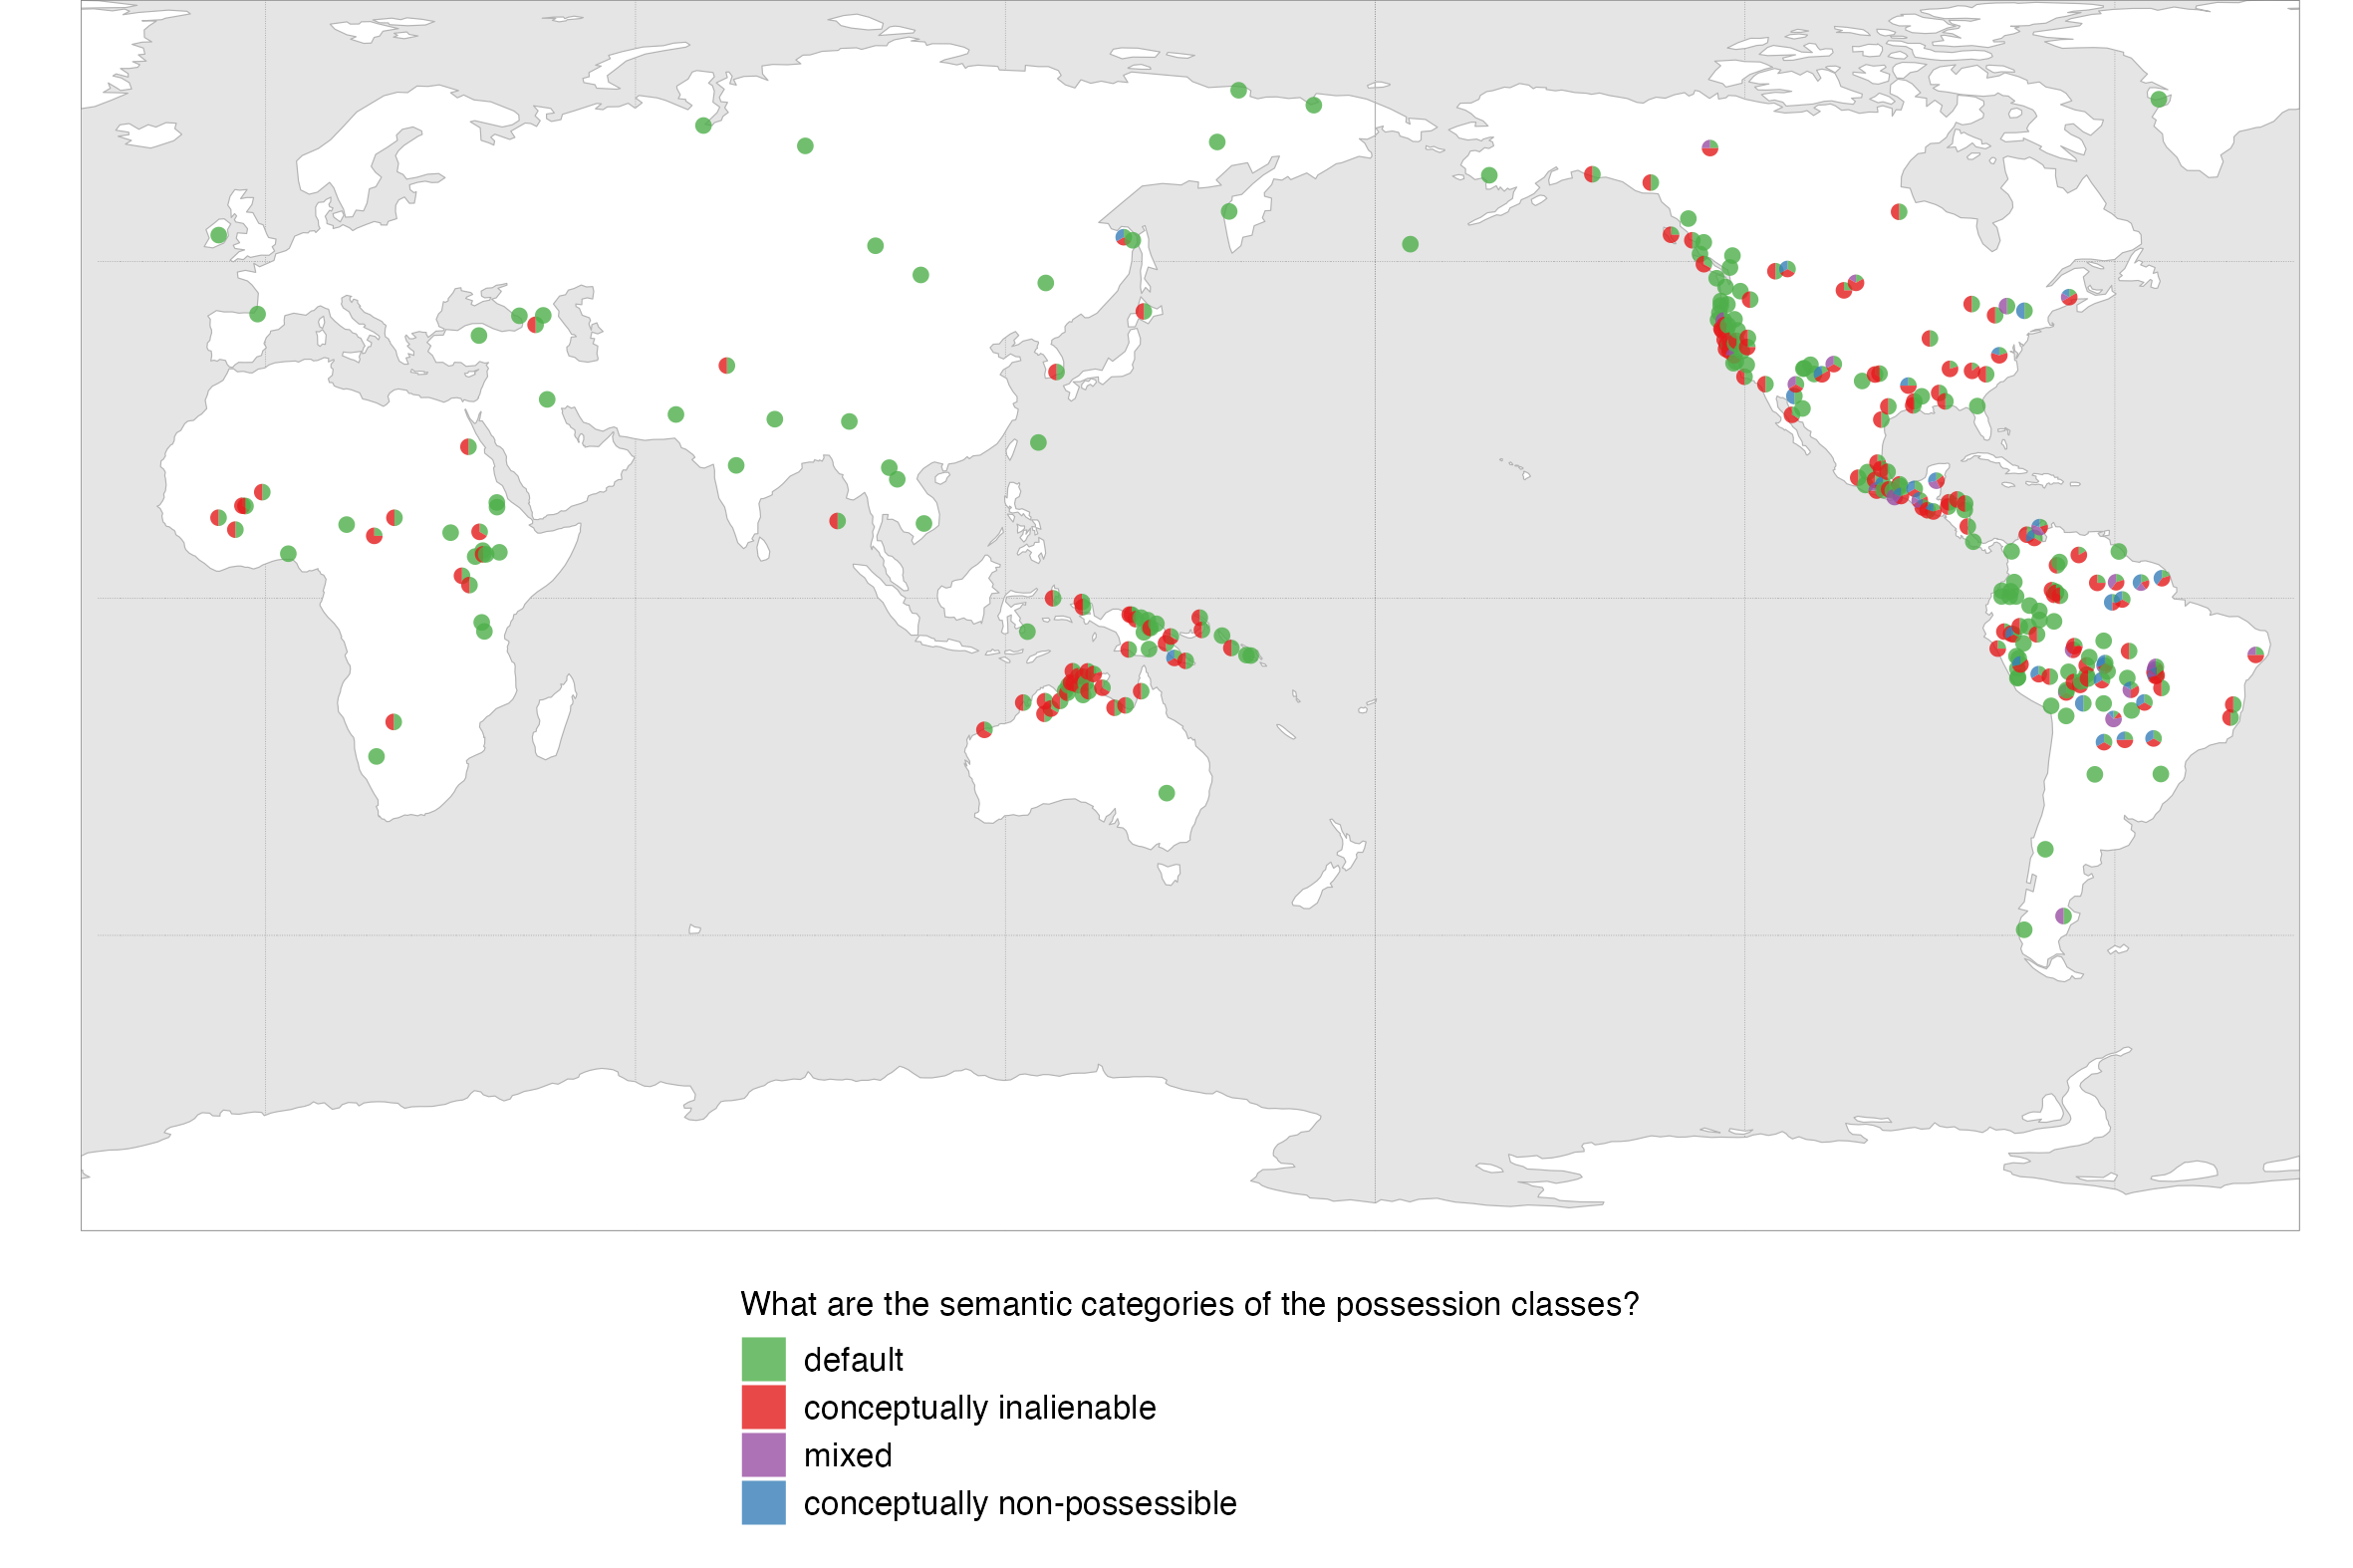 What are the semantic categories of the possession classes?
default
conceptually inalienable
mixed
conceptually non-possessible